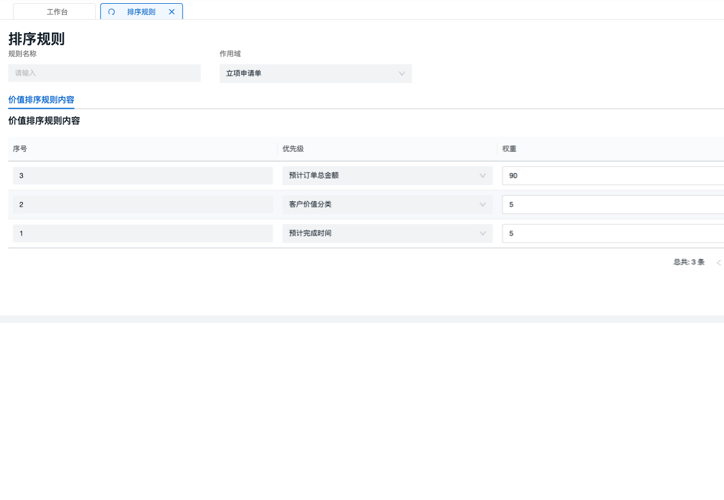 工作台 排序规则
排序规则
规则名称 作用域
请输入 立项申请单
价值排序规则内容
价值排序规则内容
序号 优先级 权重
3 预计订单总金额 90
2 客户价值分类 5
1 预计完成时间 5
总共: 3 条